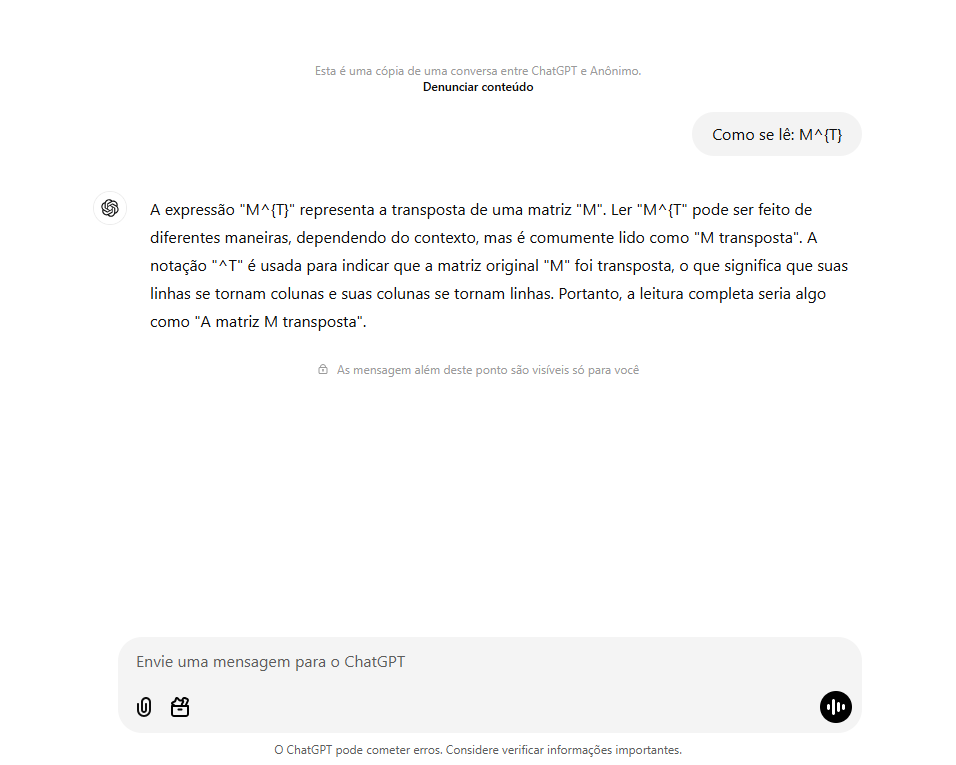 Esta é uma cópia de uma conversa entre ChatGPT e Anônimo.
Denunciar conteúdo
Como se lê: M^{T}
A expressão "M^{T}" representa a transposta de uma matriz "M". Ler "M^{T" pode ser feito de
diferentes maneiras, dependendo do contexto, mas é comumente lido como "M transposta". A
notação "^T" é usada para indicar que a matriz original "M" foi transposta, o que significa que suas
linhas se tornam colunas e suas colunas se tornam linhas. Portanto, a leitura completa seria algo
como "A matriz M transposta".
As mensagem além deste ponto são visíveis só para você
Envie uma mensagem para o ChatGPT
O ChatGPT pode cometer erros. Considere verificar informações importantes.